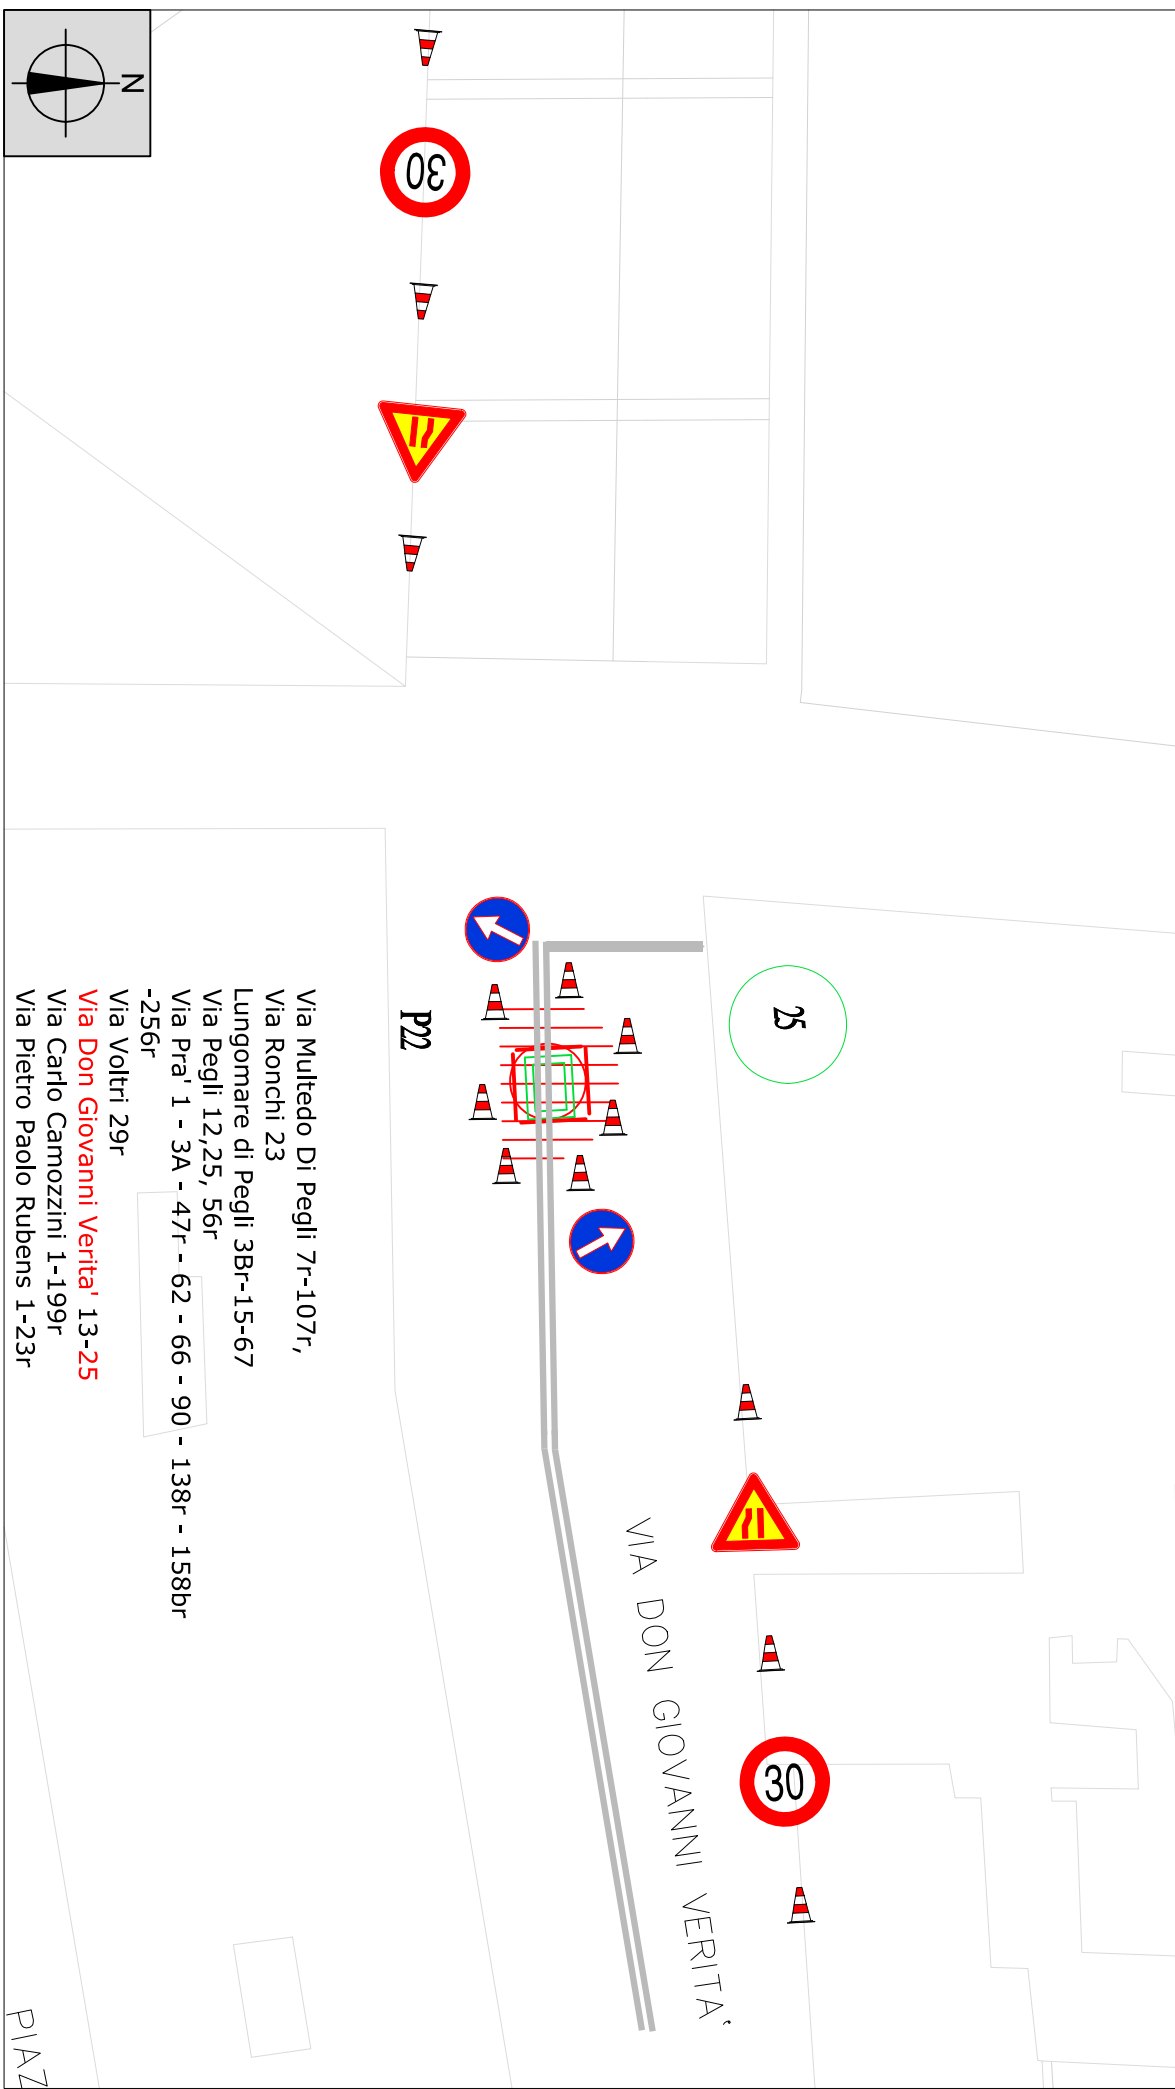 N
30
25
P22
Via Multedo Di Pegli 7r-107r,
Via Ronchi 23
Lungomare di Pegli 3Br-15-67
Via Pegli 12,25, 56r
Via Pra' 1 - 3A - 47r - 62 - 66 - 90 - 138r - 158br
-256r
Via Voltri 29r
Via Don Giovanni Verita' 13-25
Via Carlo Camozzini 1-199r
Via Pietro Paolo Rubens 1-23r
VIA DON GIOVANNI VERITA'
30
PIAZ